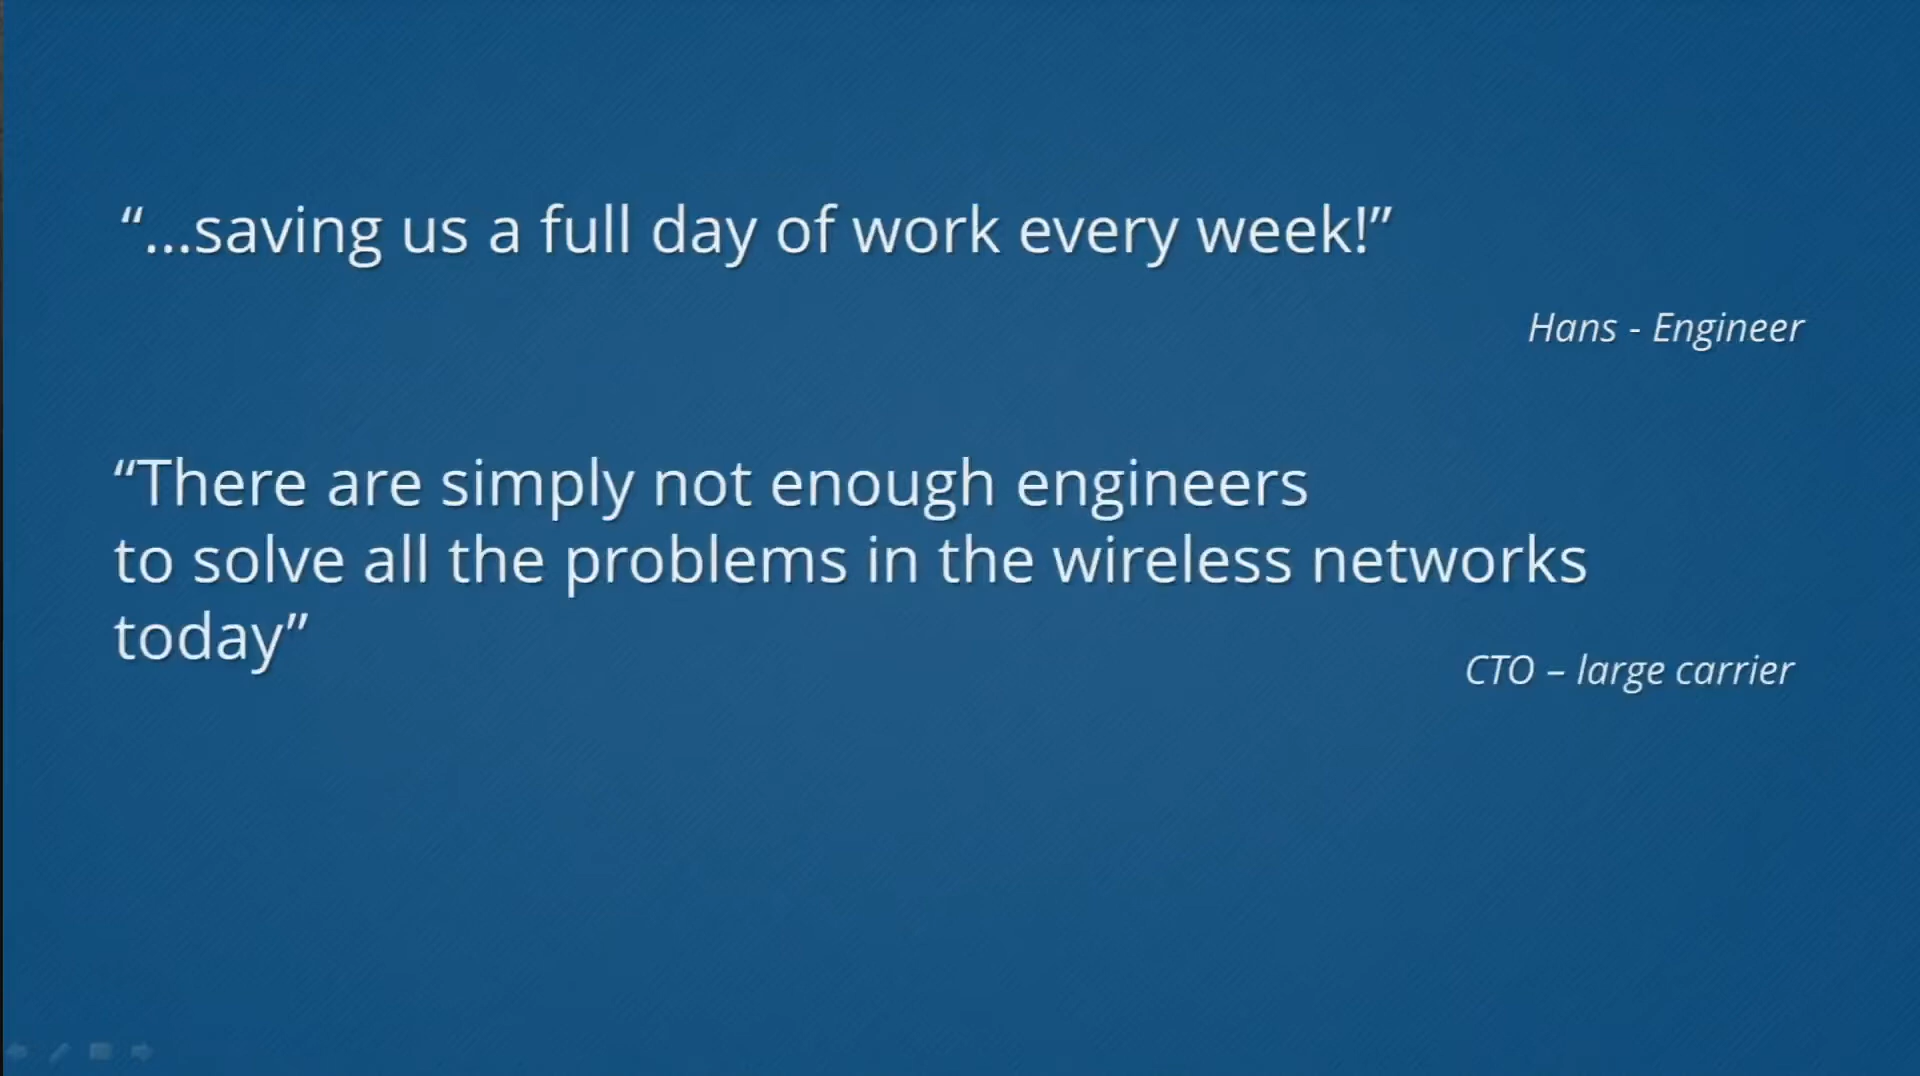 “...saving us a full day of work every week!”
Hans - Engineer
“There are simply not enough engineers
to solve all the problems in the wireless networks
today”
CTO – large carrier